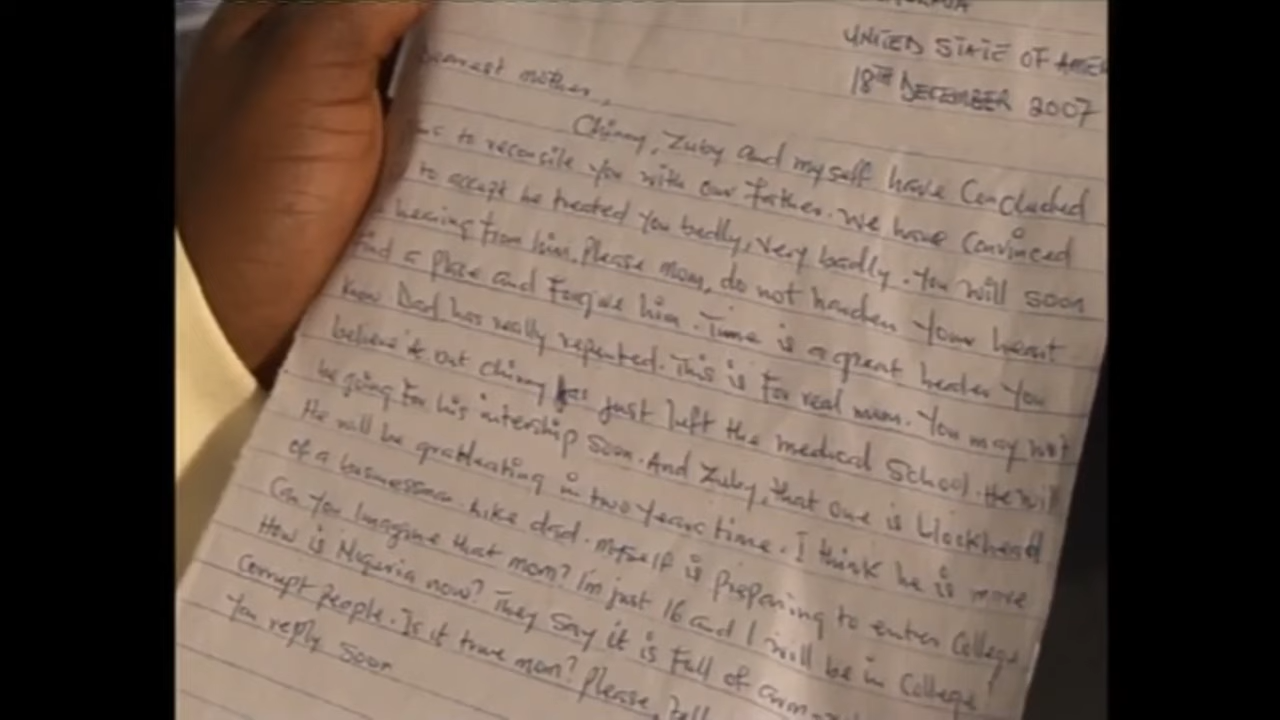 UNITED STATE OF AMER
18TH DECEMBER 2007
mother,
Chinny, Zuby and myself have concluded
to reconsile you with our father. We have convinced
to accept he treated you badly, very badly. You will soon
hearing from him. Please mom, do not harden your heart
find a place and forgive him. Time is a great healer you
know Dad has really repented. This is for real mum. You may not
believe it out Chinny has just left the medical school. He will
be going for his intership soon. And Zuby, that one is blockhead
He will be graduating in two years time. I think he is more
of a businessman like dad. myself is preparing to enter College.
Can you imagine that mom? I'm just 16 and I will be in College!
How is Nigeria now? They say it is full of
corrupt people. Is it true mom? Please, tell
You reply soon